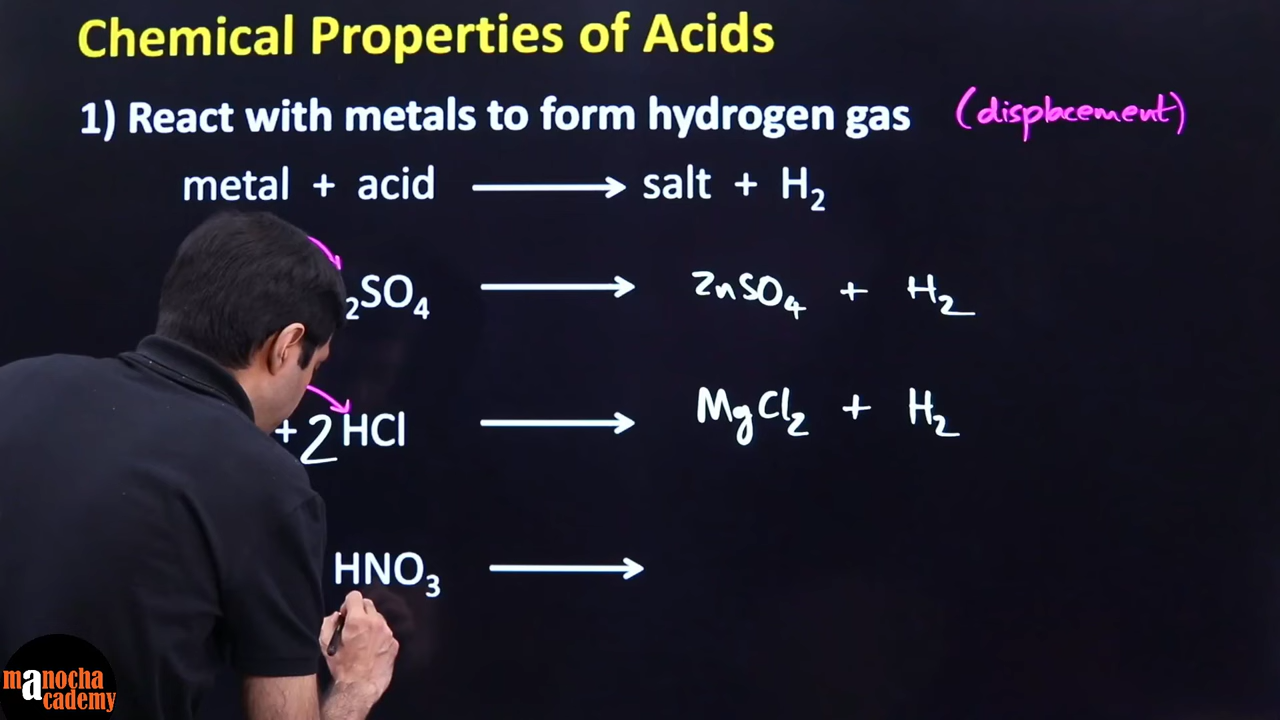 Chemical Properties of Acids
1) React with metals to form hydrogen gas (displacement)
metal + acid ⟶ salt + H₂
₂SO₄ ⟶ ZnSO₄ + H₂
+ 2HCl ⟶ MgCl₂ + H₂
HNO₃ ⟶
manocha
academy